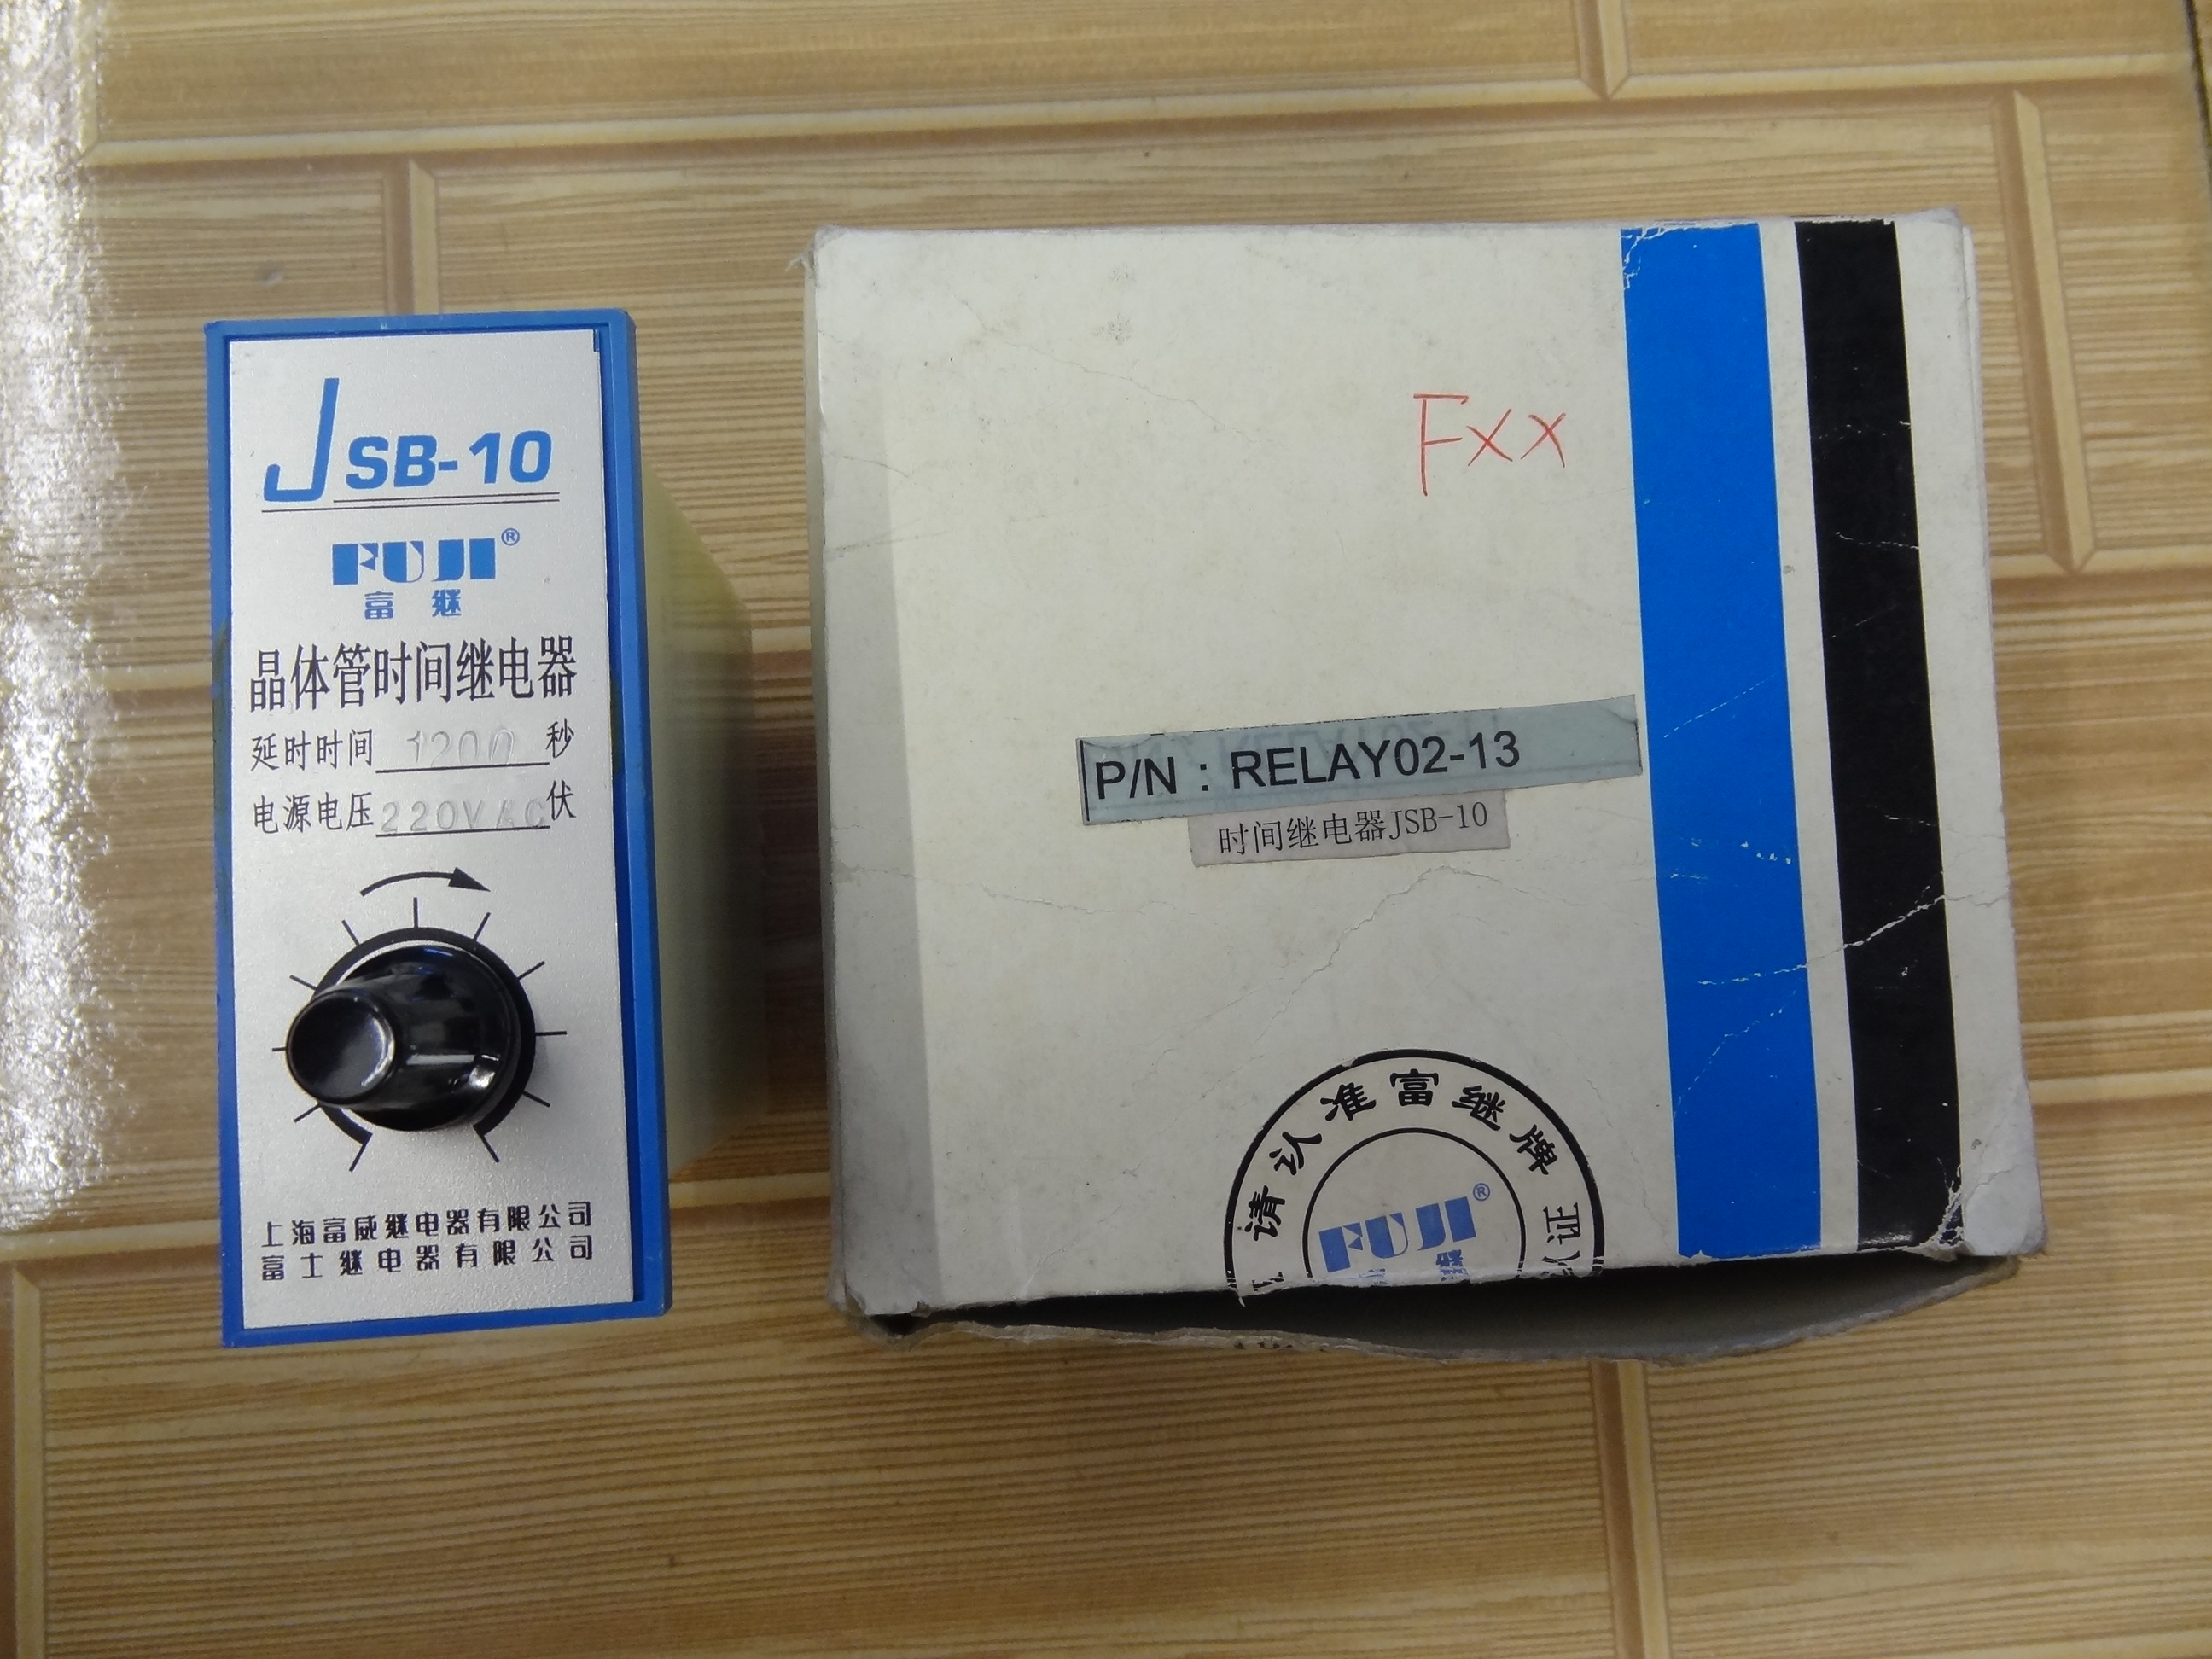 JSB-10
FUJI®
富继
晶体管时间继电器
延时时间 1200 秒
电源电压 220VAC 伏
上海富威继电器有限公司
富士继电器有限公司
FXX
P/N : RELAY02-13
时间继电器JSB-10
请认准富继牌
证
FUJI®
继